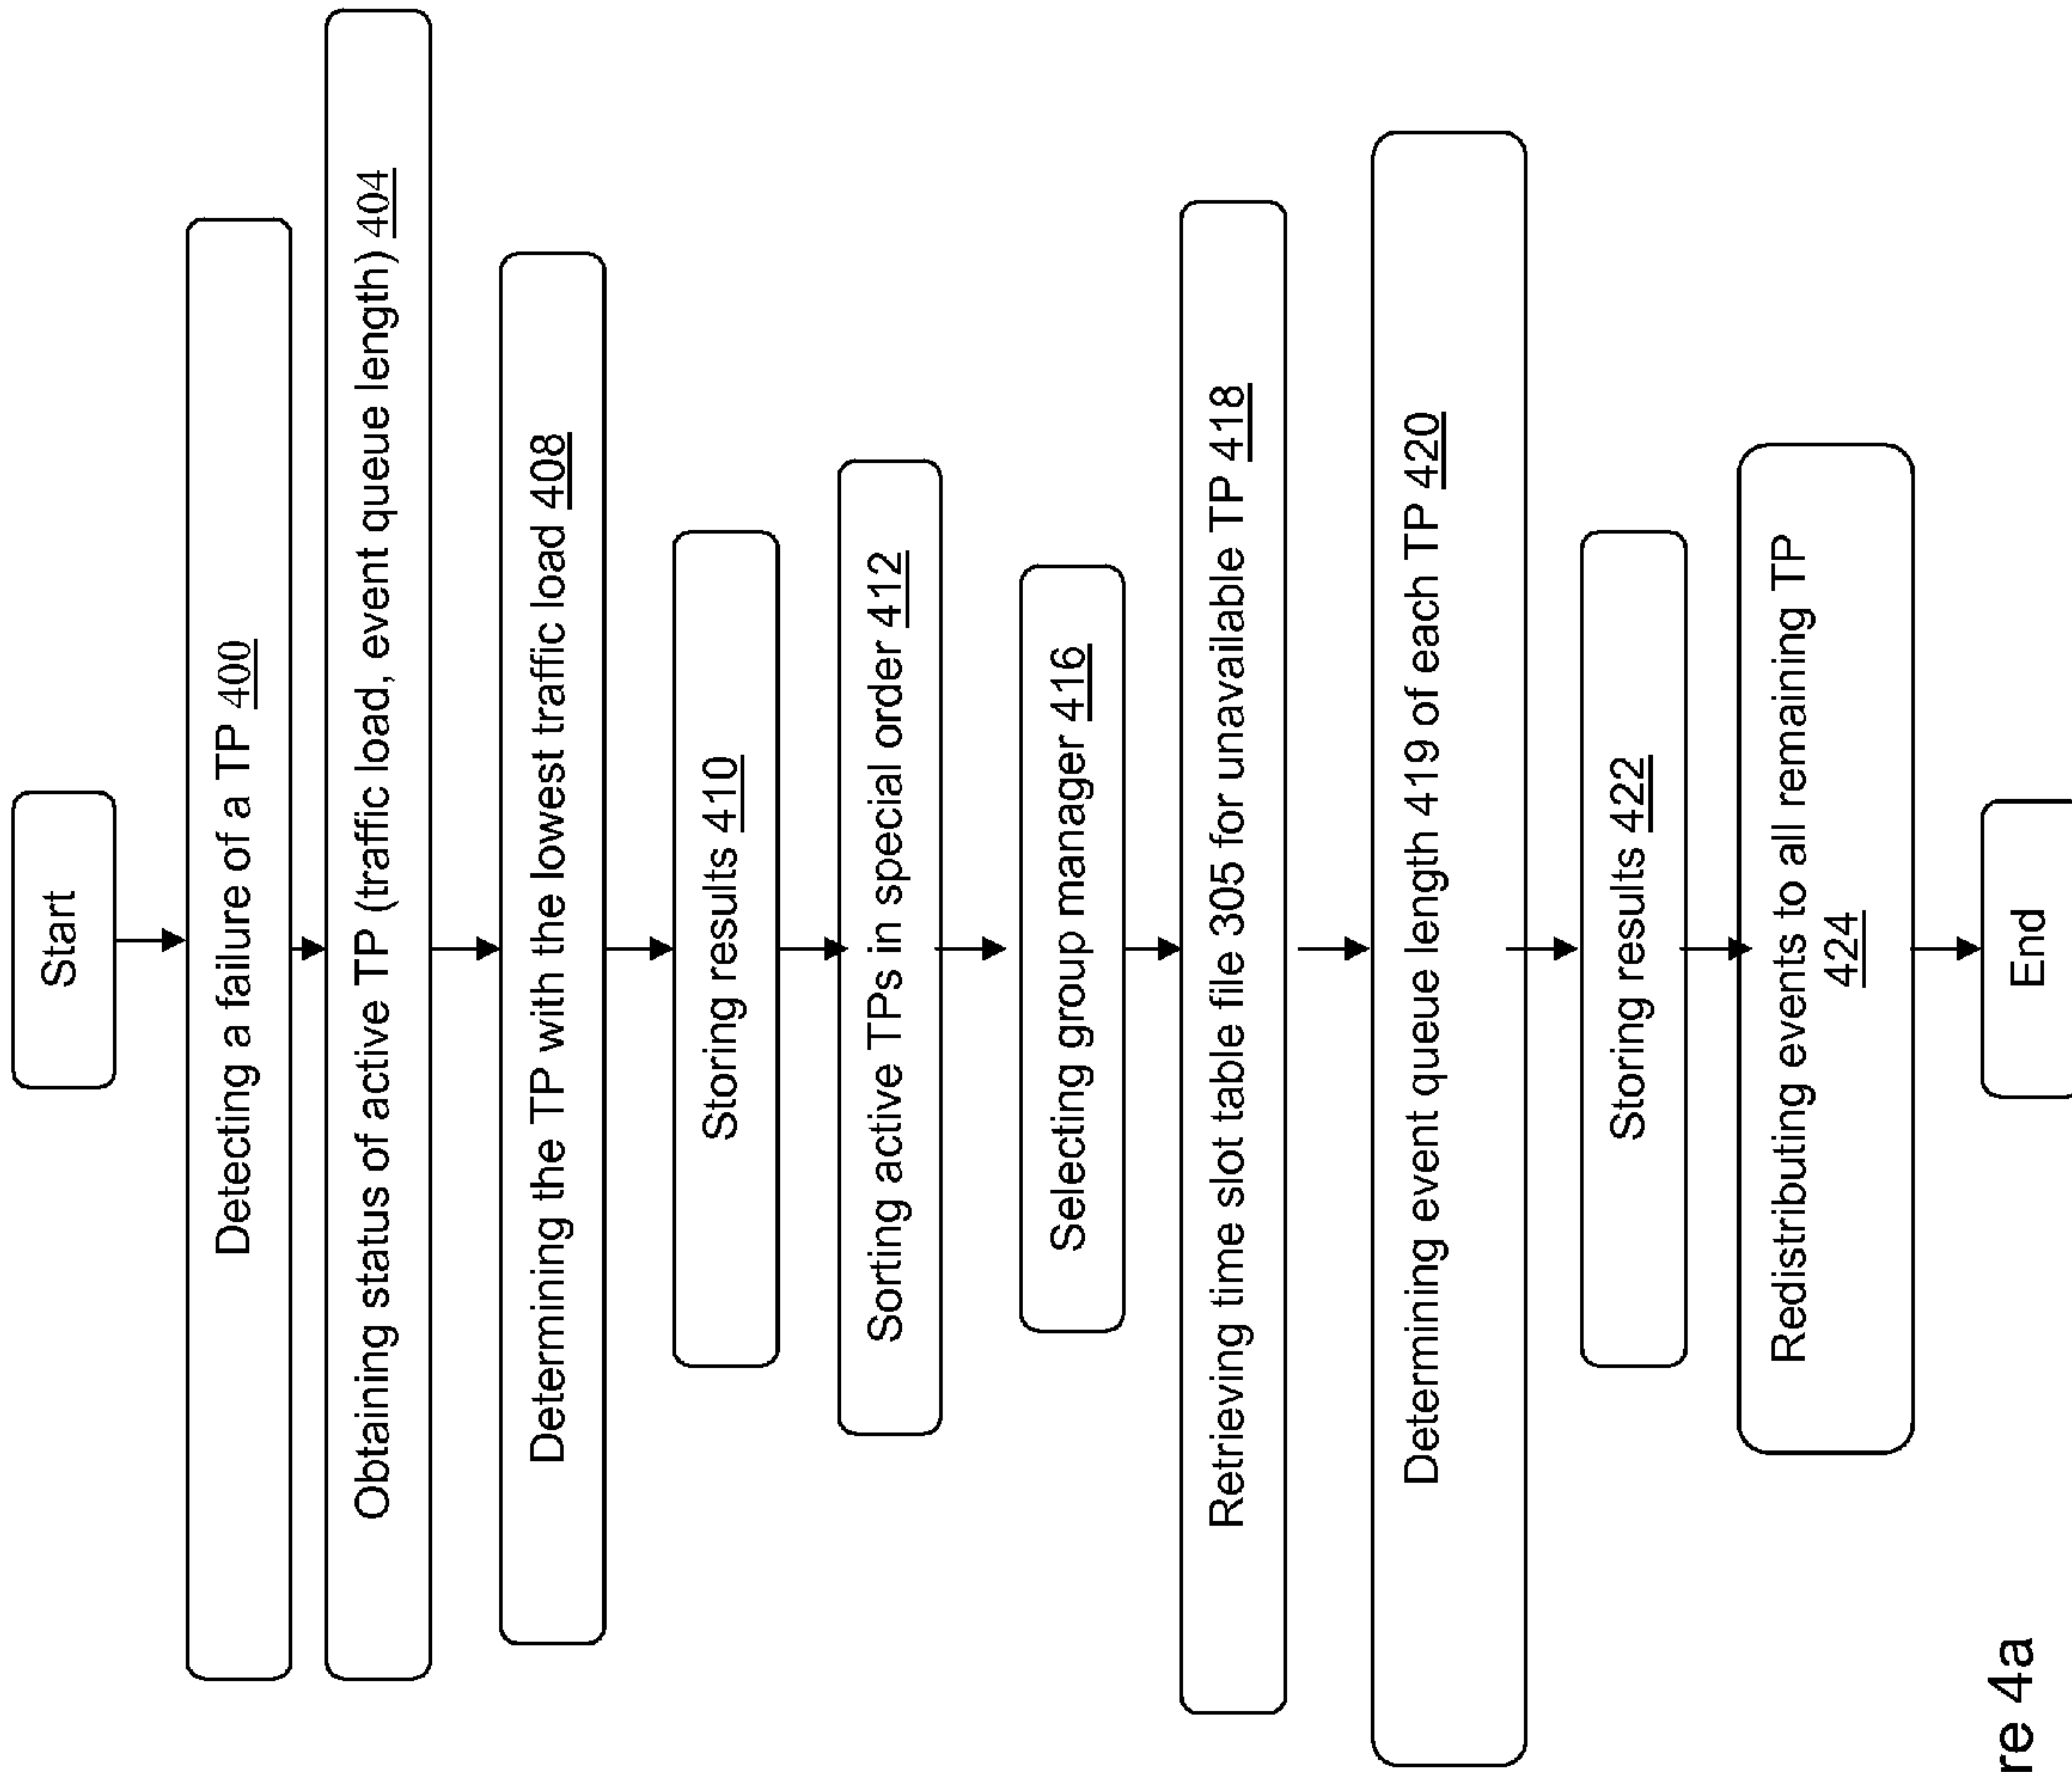 Start
Detecting a failure of a TP 400
Obtaining status of active TP (traffic load, event queue length) 404
Determining the TP with the lowest traffic load 408
Storing results 410
Sorting active TPs in special order 412
Selecting group manager 416
Retrieving time slot table file 305 for unavailable TP 418
Determining event queue length 419 of each TP 420
Storing results 422
Redistributing events to all remaining TP
424
End
re 4a